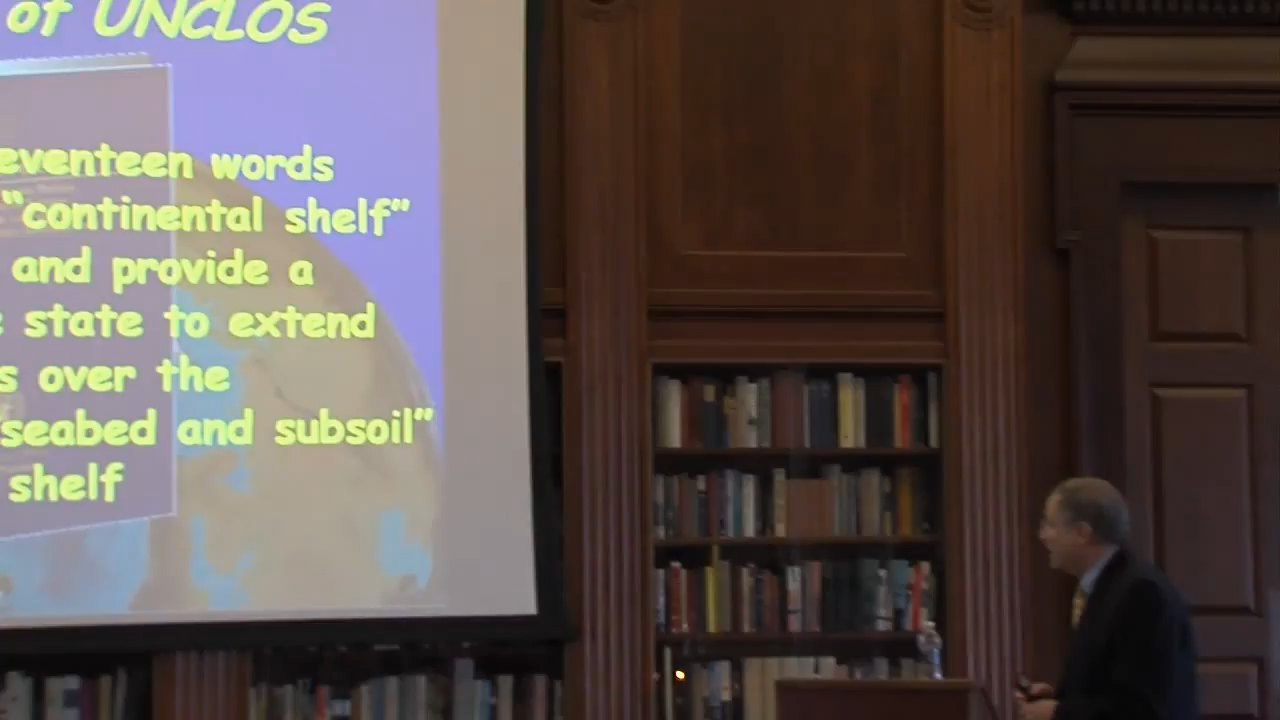 of UNCLOS
eventeen words
"continental shelf"
and provide a
state to extend
s over the
"seabed and subsoil"
shelf